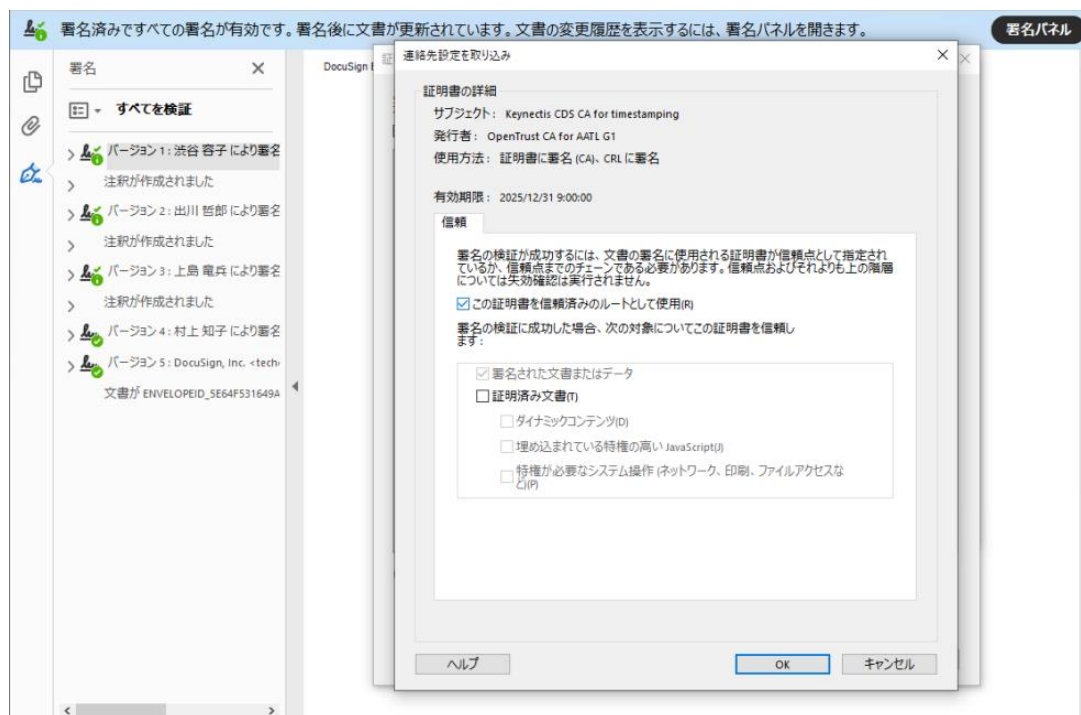 署名済みですべての署名が有効です。署名後に文書が更新されています。文書の変更履歴を表示するには、署名パネルを開きます。
署名パネル
署名
すべてを検証
バージョン 1 : 渋谷 容子 により署名
注釈が作成されました
バージョン 2 : 出川 哲郎 により署名
注釈が作成されました
バージョン 3 : 上島 竜兵 により署名
注釈が作成されました
バージョン 4 : 村上 知子 により署名
バージョン 5 : DocuSign, Inc. <tech
文書が ENVELOPEID_5E64F531649A
DocuSign
連絡先設定を取り込み
証明書の詳細
サブジェクト : Keynectis CDS CA for timestamping
発行者 : OpenTrust CA for AATL G1
使用方法 : 証明書に署名 (CA)、CRL に署名
有効期限 : 2025/12/31 9:00:00
信頼
署名の検証が成功するには、文書の署名に使用される証明書が信頼点として指定され
ているか、信頼点までのチェーンである必要があります。信頼点およびそれよりも上の階層
については失効確認は実行されません。
この証明書を信頼済みのルートとして使用(R)
署名の検証に成功した場合、次の対象についてこの証明書を信頼し
ます :
署名された文書またはデータ
証明済み文書(T)
ダイナミックコンテンツ(D)
埋め込まれている特権の高い JavaScript(J)
特権が必要なシステム操作 (ネットワーク、印刷、ファイルアクセスな
ど)(P)
ヘルプ
OK
キャンセル